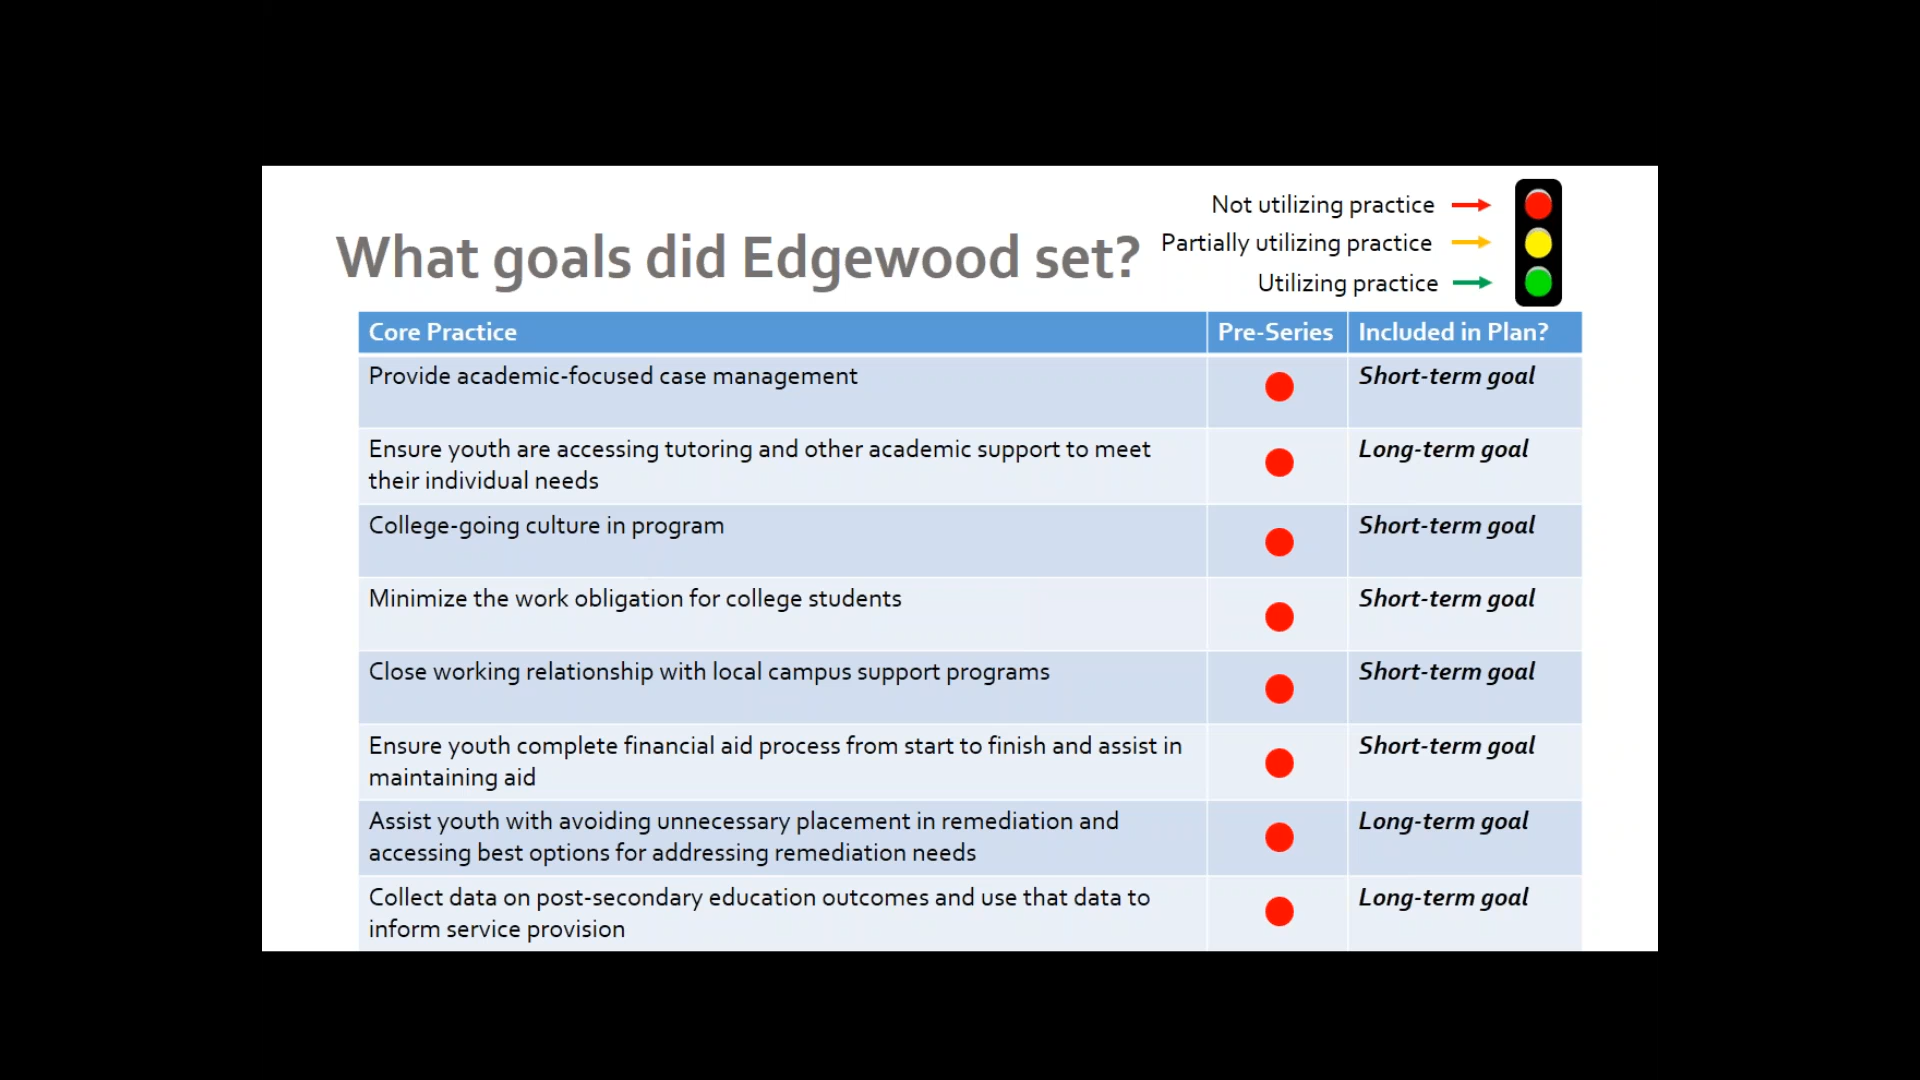 Not utilizing practice
Partially utilizing practice
Utilizing practice
What goals did Edgewood set?
Core Practice Pre-Series Included in Plan?
Provide academic-focused case management Short-term goal
Ensure youth are accessing tutoring and other academic support to meet Long-term goal
their individual needs
College-going culture in program Short-term goal
Minimize the work obligation for college students Short-term goal
Close working relationship with local campus support programs Short-term goal
Ensure youth complete financial aid process from start to finish and assist in Short-term goal
maintaining aid
Assist youth with avoiding unnecessary placement in remediation and Long-term goal
accessing best options for addressing remediation needs
Collect data on post-secondary education outcomes and use that data to Long-term goal
inform service provision